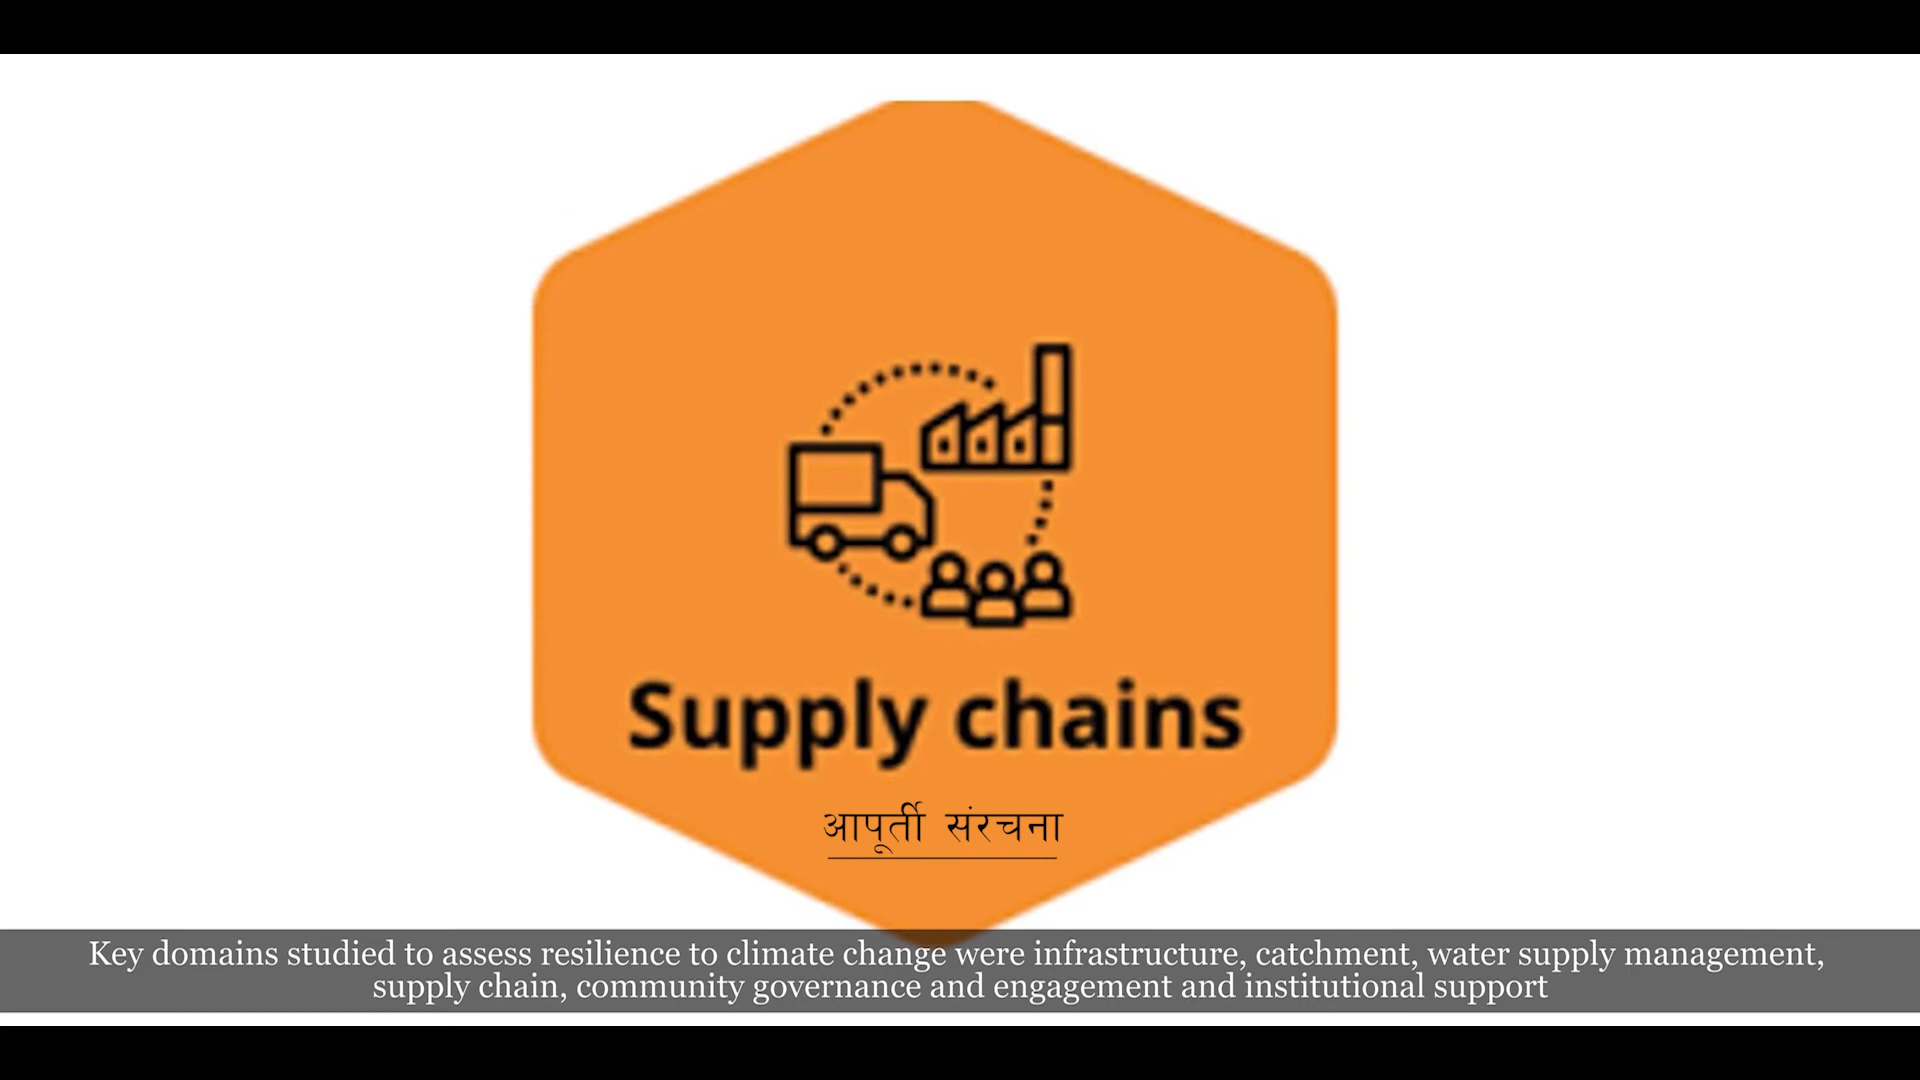 Supply chains
आपूर्ती संरचना
Key domains studied to assess resilience to climate change were infrastructure, catchment, water supply management,
supply chain, community governance and engagement and institutional support